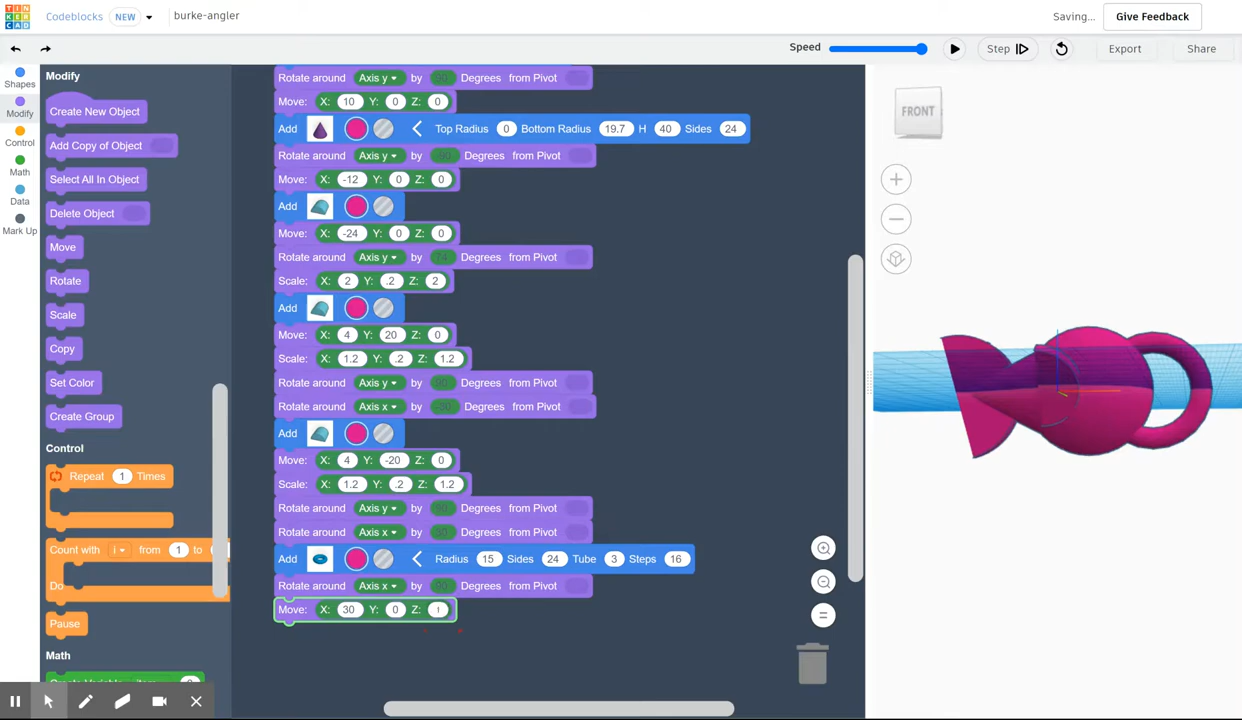 TIN KER CAD Codeblocks NEW burke-angler Saving... Give Feedback
Speed Step Export Share
Shapes
Modify
Control
Math
Data
Mark Up
Modify
Create New Object
Add Copy of Object
Select All In Object
Delete Object
Move
Rotate
Scale
Copy
Set Color
Create Group
Control
Repeat 1 Times
Count with i from 1 to
Do
Pause
Math
Rotate around Axis y by 90 Degrees from Pivot
Move: X: 10 Y: 0 Z: 0
Add Top Radius 0 Bottom Radius 19.7 H 40 Sides 24
Rotate around Axis y by -90 Degrees from Pivot
Move: X: -12 Y: 0 Z: 0
Add
Move: X: -24 Y: 0 Z: 0
Rotate around Axis y by 74 Degrees from Pivot
Scale: X: 2 Y: .2 Z: 2
Add
Move: X: 4 Y: 20 Z: 0
Scale: X: 1.2 Y: .2 Z: 1.2
Rotate around Axis y by Degrees from Pivot
Rotate around Axis x by -30 Degrees from Pivot
Add
Move: X: 4 Y: -20 Z: 0
Scale: X: 1.2 Y: .2 Z: 1.2
Rotate around Axis y by Degrees from Pivot
Rotate around Axis x by Degrees from Pivot
Add Radius 15 Sides 24 Tube 3 Steps 16
Rotate around Axis x by 90 Degrees from Pivot
Move: X: 30 Y: 0 Z:
FRONT